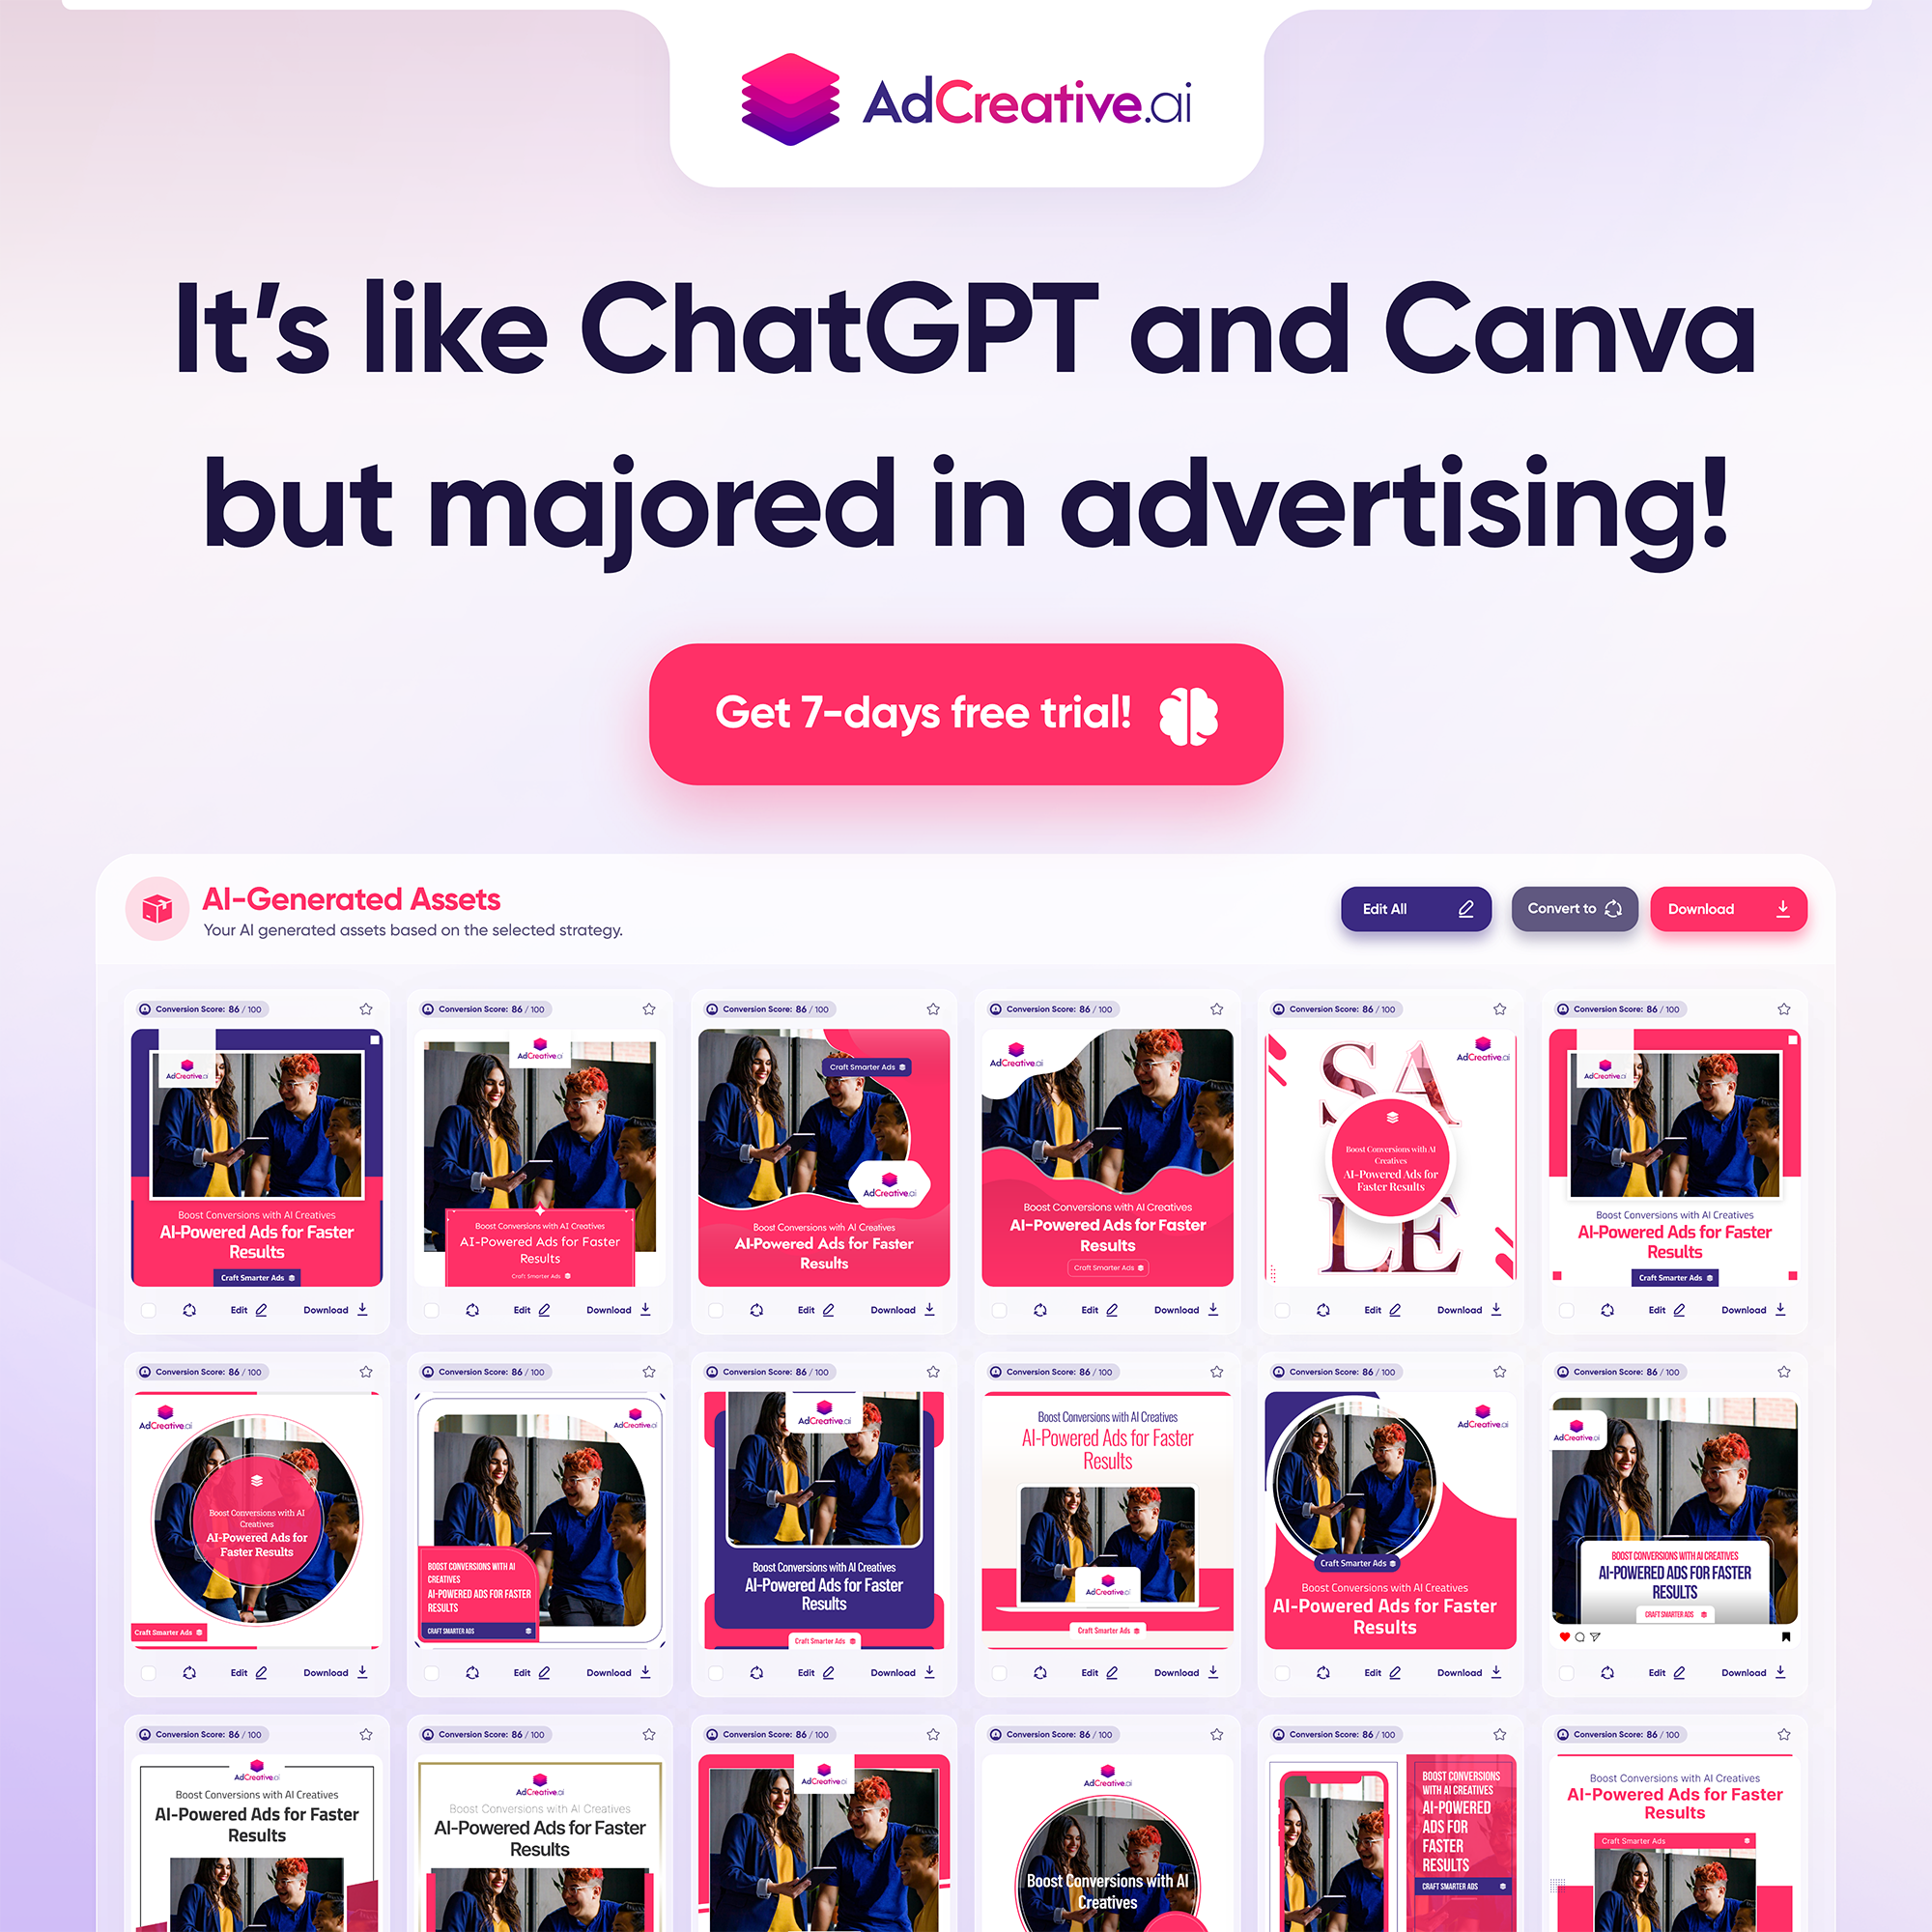 AdCreative.ai
It's like ChatGPT and Canva
but majored in advertising!
Get 7-days free trial!
AI-Generated Assets
Your AI generated assets based on the selected strategy.
Edit All
Convert to
Download
Conversion Score: 86 / 100
AdCreative.ai
Boost Conversions with AI Creatives
AI-Powered Ads for Faster
Results
Craft Smarter Ads
Edit
Download
Conversion Score: 86 / 100
AdCreative.ai
Boost Conversions with AI Creatives
AI-Powered Ads for Faster
Results
Craft Smarter Ads
Edit
Download
Conversion Score: 86 / 100
Craft Smarter Ads
AdCreative.ai
Boost Conversions with AI Creatives
AI-Powered Ads for Faster
Results
Edit
Download
Conversion Score: 86 / 100
AdCreative.ai
Boost Conversions with AI Creatives
AI-Powered Ads for Faster
Results
Craft Smarter Ads
Edit
Download
Conversion Score: 86 / 100
AdCreative.ai
SA
Boost Conversions with AI
Creatives
AI-Powered Ads for
Faster Results
LE
Edit
Download
Conversion Score: 86 / 100
AdCreative.ai
Boost Conversions with AI Creatives
AI-Powered Ads for Faster
Results
Craft Smarter Ads
Edit
Download
Conversion Score: 86 / 100
AdCreative.ai
Boost Conversions with AI
Creatives
AI-Powered Ads for
Faster Results
Craft Smarter Ads
Edit
Download
Conversion Score: 86 / 100
AdCreative.ai
BOOST CONVERSIONS WITH AI
CREATIVES
AI-POWERED ADS FOR FASTER
RESULTS
CRAFT SMARTER ADS
Edit
Download
Conversion Score: 86 / 100
AdCreative.ai
Boost Conversions with AI Creatives
AI-Powered Ads for Faster
Results
Craft Smarter Ads
Edit
Download
Conversion Score: 86 / 100
Boost Conversions with AI Creatives
AI-Powered Ads for Faster
Results
AdCreative.ai
Craft Smarter Ads
Edit
Download
Conversion Score: 86 / 100
AdCreative.ai
Craft Smarter Ads
Boost Conversions with AI Creatives
AI-Powered Ads for Faster
Results
Edit
Download
Conversion Score: 86 / 100
AdCreative.ai
BOOST CONVERSIONS WITH AI CREATIVES
AI-POWERED ADS FOR FASTER
RESULTS
CRAFT SMARTER ADS
Edit
Download
Conversion Score: 86 / 100
AdCreative.ai
Boost Conversions with AI Creatives
AI-Powered Ads for Faster
Results
Conversion Score: 86 / 100
AdCreative.ai
Boost Conversions with AI Creatives
AI-Powered Ads for Faster
Results
Conversion Score: 86 / 100
AdCreative.ai
Conversion Score: 86 / 100
AdCreative.ai
Boost Conversions with AI
Creatives
Conversion Score: 86 / 100
BOOST CONVERSIONS
WITH AI CREATIVES
AI-POWERED
ADS FOR
FASTER
RESULTS
CRAFT SMARTER ADS
Conversion Score: 86 / 100
Boost Conversions with AI Creatives
AI-Powered Ads for Faster
Results
Craft Smarter Ads